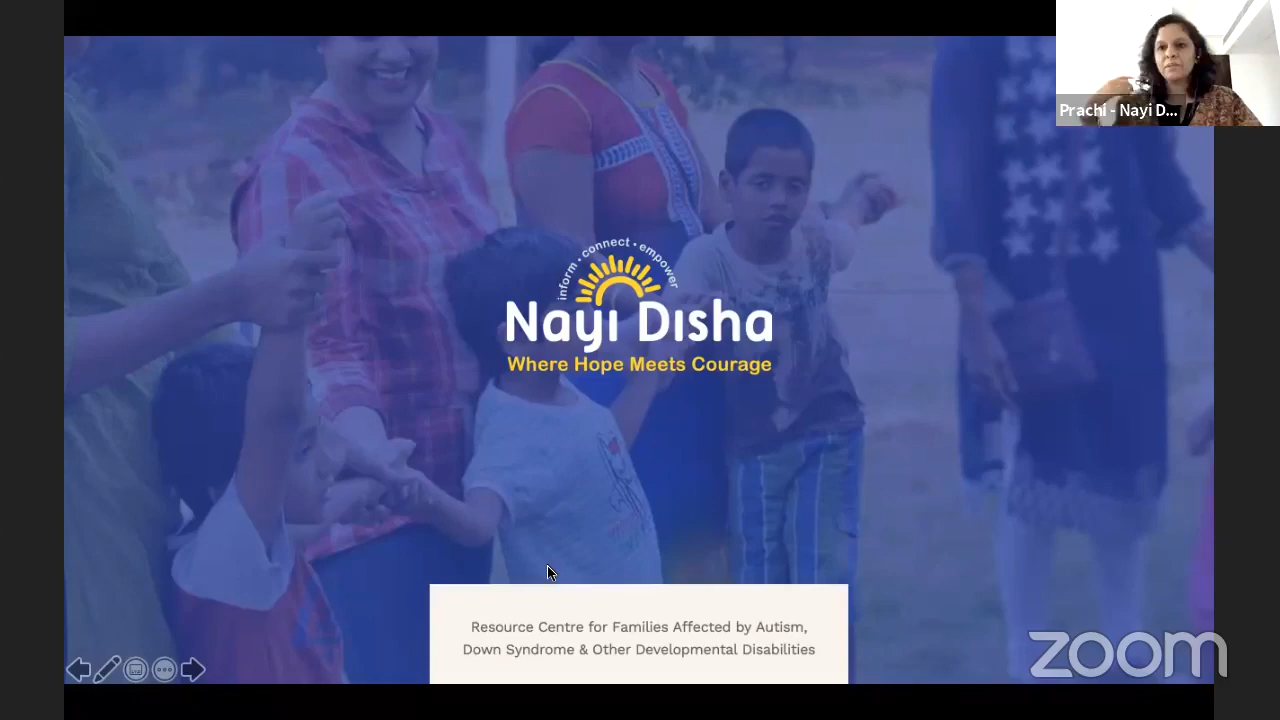 Prachi - Nayi D...
inform • connect • empower
Nayi Disha
Where Hope Meets Courage
Resource Centre for Families Affected by Autism,
Down Syndrome & Other Developmental Disabilities
zoom